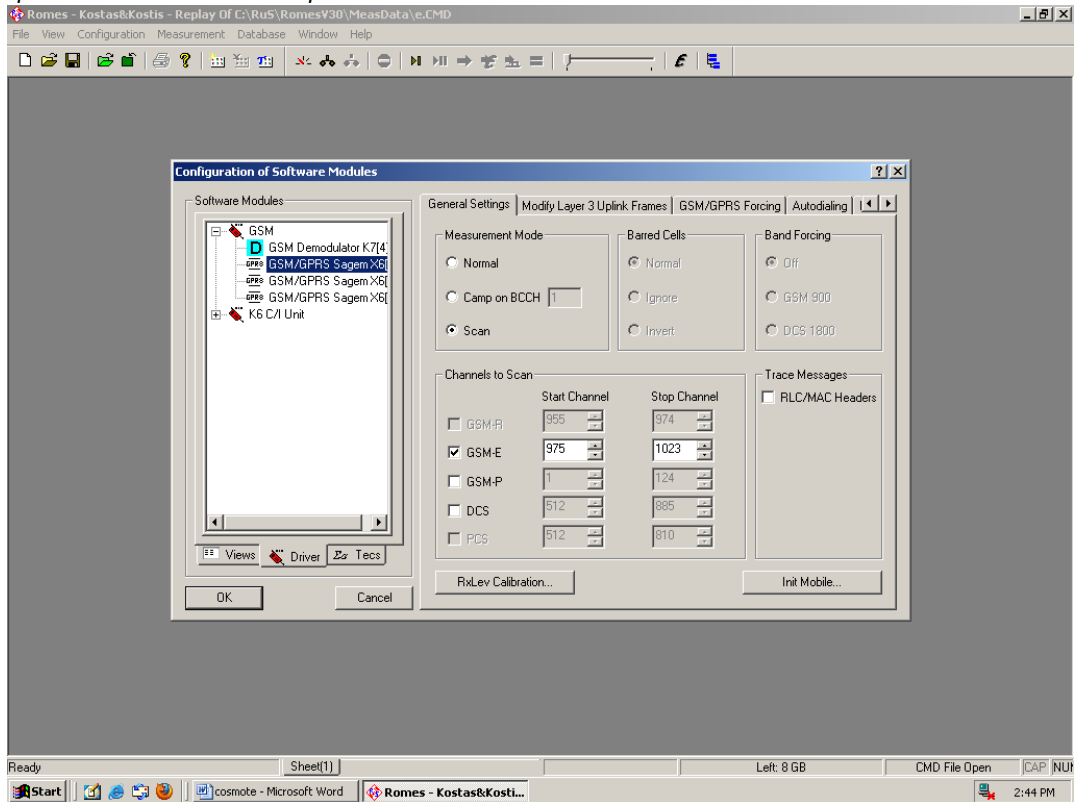 Romes - Kostas&Kostis - Replay Of C:\RuS\RomesV30\MeasData\e.CMD
File View Configuration Measurement Database Window Help
Configuration of Software Modules
Software Modules
GSM
GSM Demodulator K7[4]
GSM/GPRS Sagem X6[
GSM/GPRS Sagem X6[
GSM/GPRS Sagem X6[
K6 C/I Unit
Views Driver Tecs
OK Cancel
General Settings Modify Layer 3 Uplink Frames GSM/GPRS Forcing Autodialing
Measurement Mode
Normal
Camp on BCCH 1
Scan
Barred Cells
Normal
Ignore
Invert
Band Forcing
Off
GSM 900
DCS 1800
Channels to Scan
Start Channel Stop Channel
GSM-R 955 974
GSM-E 975 1023
GSM-P 1 124
DCS 512 885
PCS 512 810
Trace Messages
RLC/MAC Headers
RxLev Calibration... Init Mobile...
Ready Sheet(1) Left: 8 GB CMD File Open CAP NU
Start cosmote - Microsoft Word Romes - Kostas&Kosti... 2:44 PM